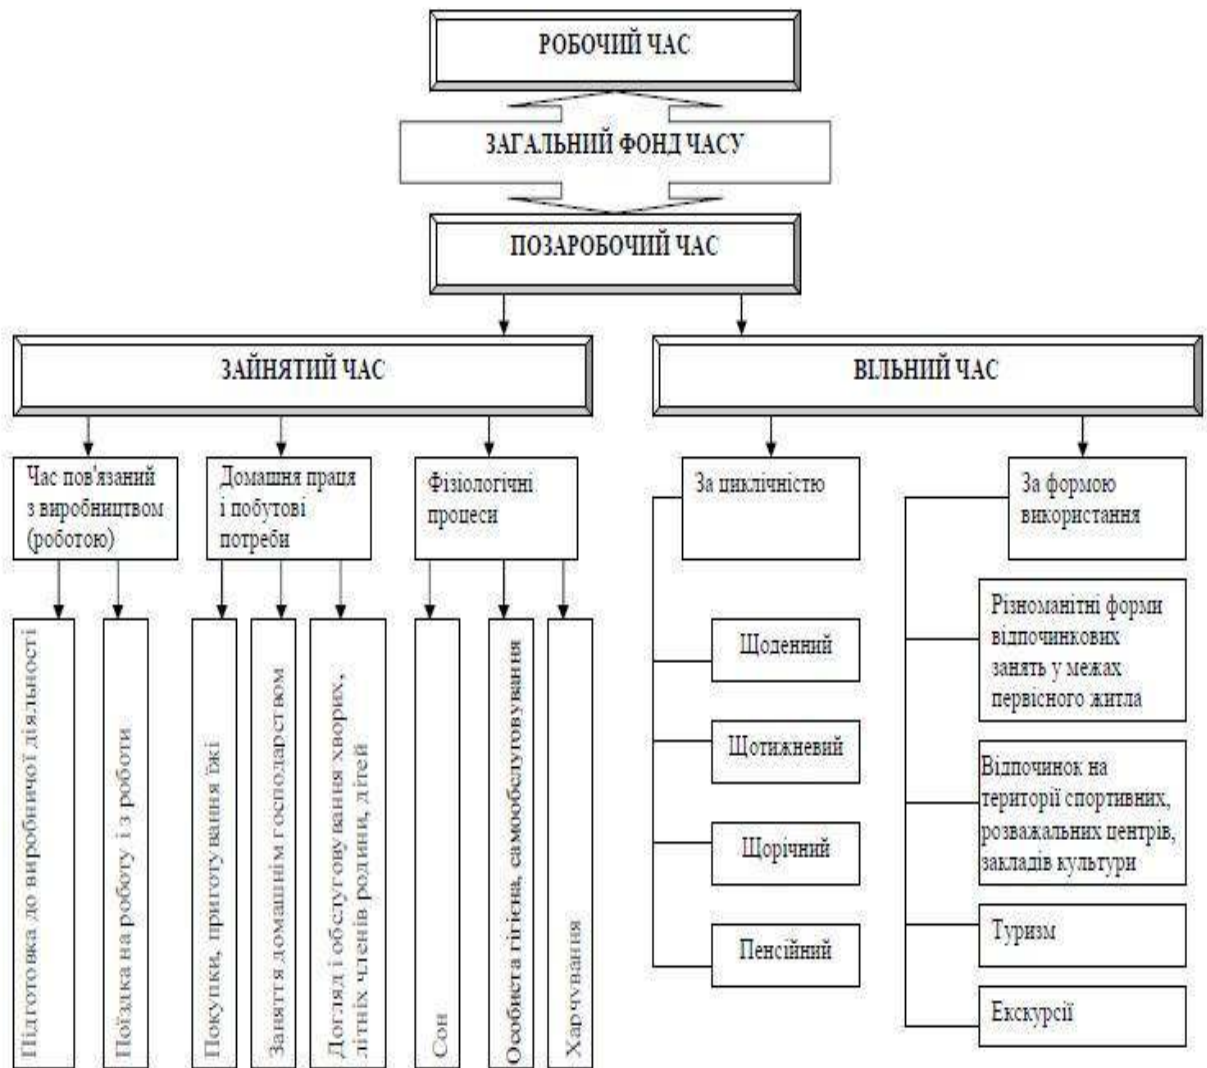 РОБОЧИЙ ЧАС
ЗАГАЛЬНИЙ ФОНД ЧАСУ
ПОЗАРОБОЧИЙ ЧАС
ЗАЙНЯТИЙ ЧАС
ВІЛЬНИЙ ЧАС
Час пов'язаний
з виробництвом
(роботою)
Домашня праця
і побутові
потреби
Фізіологічні
процеси
За циклічністю
За формою
використання
Підготовка до виробничої діяльності
Поїздка на роботу і з роботи
Покупки, приготування їжі
Заняття домашнім господарством
Догляд і обслуговування хворих,
літніх членів родини, дітей
Сон
Особиста гігієна, самообслуговування
Харчування
Щоденний
Щотижневий
Щорічний
Пенсійний
Різноманітні форми
відпочинкових
занять у межах
первісного житла
Відпочинок на
території спортивних,
розважальних центрів,
закладів культури
Туризм
Екскурсії